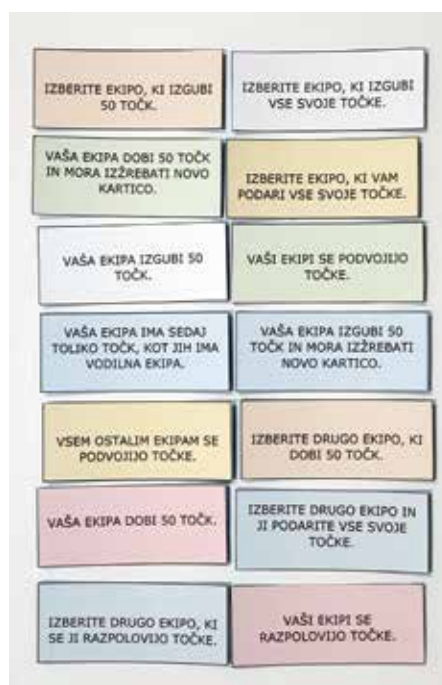 IZBERITE EKIPO, KI IZGUBI
50 TOČK.
IZBERITE EKIPO, KI IZGUBI
VSE SVOJE TOČKE.
VAŠA EKIPA DOBI 50 TOČK
IN MORA IZŽREBATI NOVO
KARTICO.
IZBERITE EKIPO, KI VAM
PODARI VSE SVOJE TOČKE.
VAŠA EKIPA IZGUBI 50
TOČK.
VAŠI EKIPI SE PODVOJIJO
TOČKE.
VAŠA EKIPA IMA SEDAJ
TOLIKO TOČK, KOT JIH IMA
VODILNA EKIPA.
VAŠA EKIPA IZGUBI 50
TOČK IN MORA IZŽREBATI
NOVO KARTICO.
VSEM OSTALIM EKIPAM SE
PODVOJIJO TOČKE.
IZBERITE DRUGO EKIPO, KI
DOBI 50 TOČK.
VAŠA EKIPA DOBI 50 TOČK.
IZBERITE DRUGO EKIPO IN
JI PODARITE VSE SVOJE
TOČKE.
IZBERITE DRUGO EKIPO, KI
SE JI RAZPOLOVIJO TOČKE.
VAŠI EKIPI SE
RAZPOLOVIJO TOČKE.